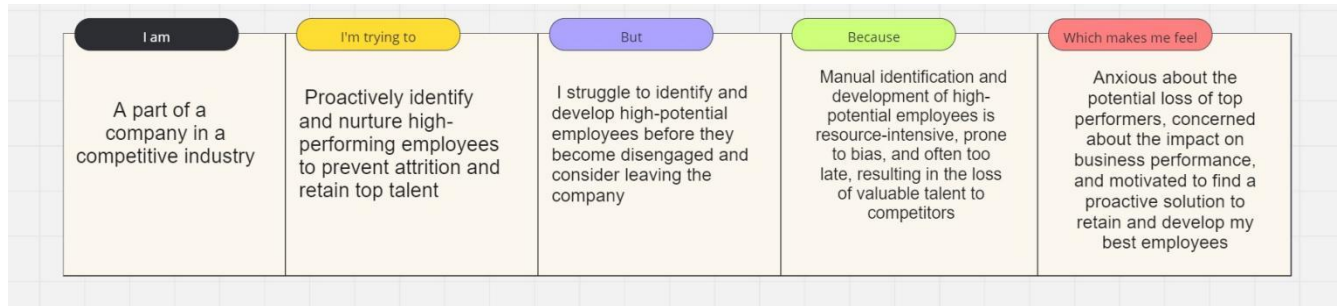 I am
A part of a
company in a
competitive industry
I'm trying to
Proactively identify
and nurture high-
performing employees
to prevent attrition and
retain top talent
But
I struggle to identify and
develop high-potential
employees before they
become disengaged and
consider leaving the
company
Because
Manual identification and
development of high-
potential employees is
resource-intensive, prone
to bias, and often too
late, resulting in the loss
of valuable talent to
competitors
Which makes me feel
Anxious about the
potential loss of top
performers, concerned
about the impact on
business performance,
and motivated to find a
proactive solution to
retain and develop my
best employees